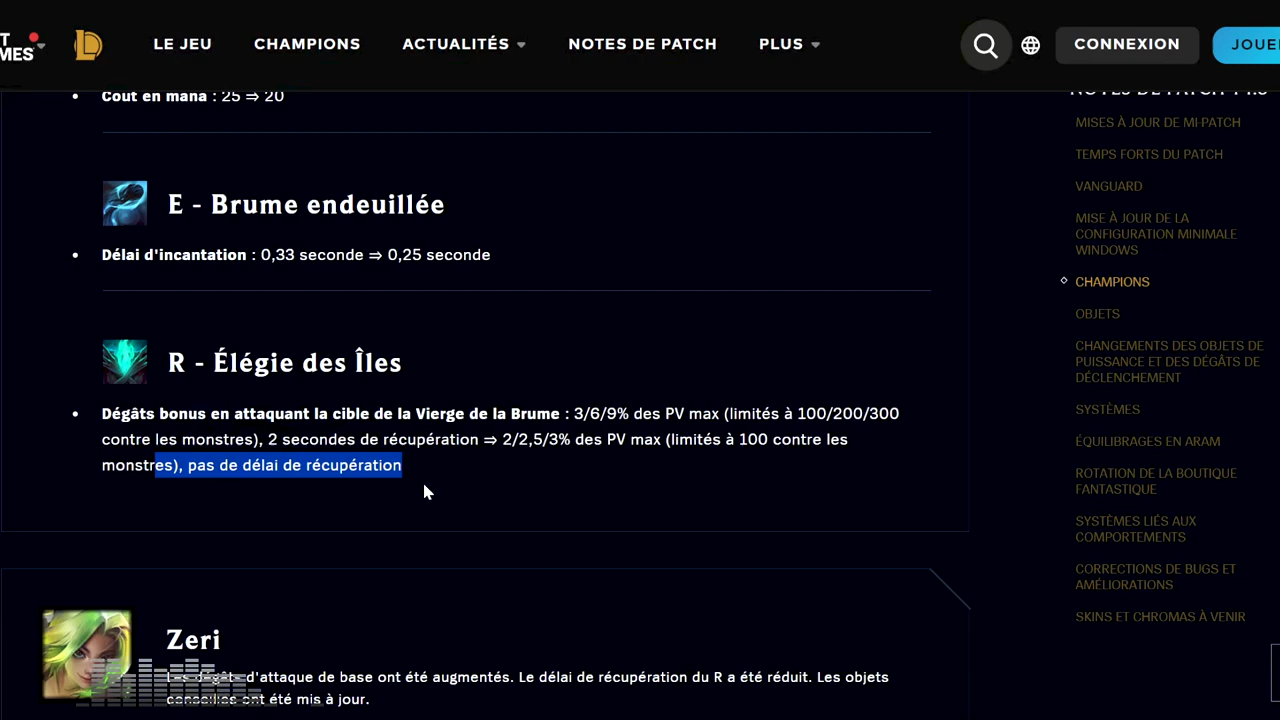 LE JEU
CHAMPIONS
ACTUALITÉS
NOTES DE PATCH
PLUS
CONNEXION
Coût en mana : 25 ⇒ 20
E - Brume endeuillée
Délai d'incantation : 0,33 seconde ⇒ 0,25 seconde
R - Élégie des Îles
Dégâts bonus en attaquant la cible de la Vierge de la Brume : 3/6/9% des PV max (limités à 100/200/300
contre les monstres), 2 secondes de récupération ⇒ 2/2,5/3% des PV max (limités à 100 contre les
monstres), pas de délai de récupération
Zeri
Les dégâts d'attaque de base ont été augmentés. Le délai de récupération du R a été réduit. Les objets
conseillés ont été mis à jour.
NOTES DE PATCH
MISES À JOUR DE MI-PATCH
TEMPS FORTS DU PATCH
VANGUARD
MISE À JOUR DE LA
CONFIGURATION MINIMALE
WINDOWS
CHAMPIONS
OBJETS
CHANGEMENTS DES OBJETS DE
PUISSANCE ET DES DÉGÂTS DE
DÉCLENCHEMENT
SYSTÈMES
ÉQUILIBRAGES EN ARAM
ROTATION DE LA BOUTIQUE
FANTASTIQUE
SYSTÈMES LIÉS AUX
COMPORTEMENTS
CORRECTIONS DE BUGS ET
AMÉLIORATIONS
SKINS ET CHROMAS À VENIR